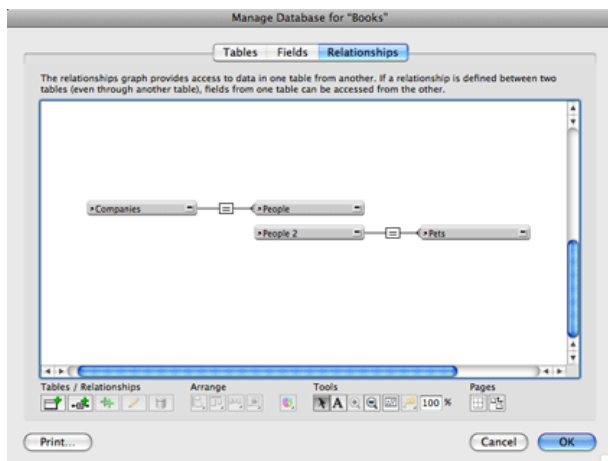 Manage Database for “Books”
Tables Fields Relationships
The relationships graph provides access to data in one table from another. If a relationship is defined between two
tables (even through another table), fields from one table can be accessed from the other.
Companies = People
People 2 = Pets
Tables / Relationships Arrange Tools Pages
A 100 %
Print... Cancel OK